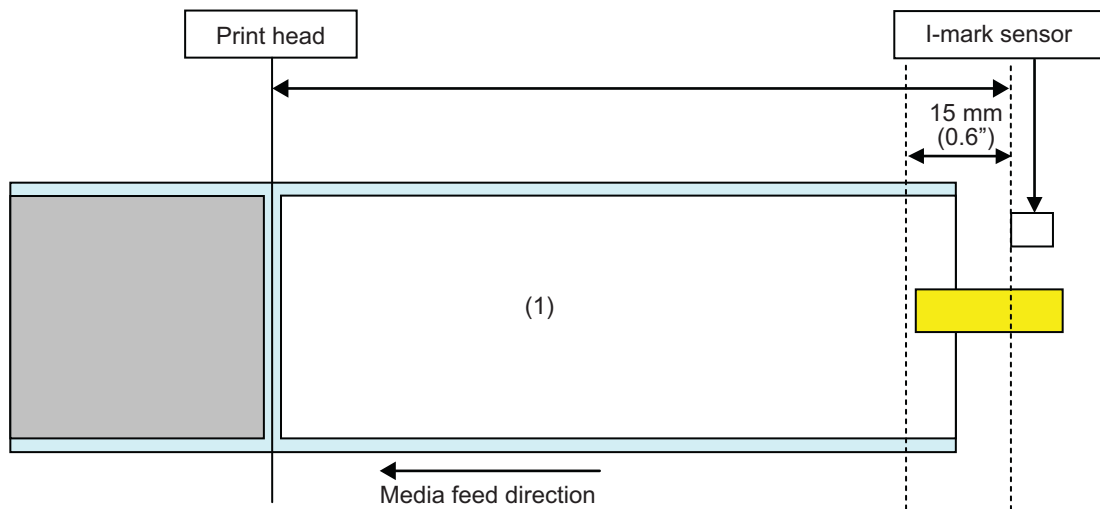 Print head
I-mark sensor
15 mm
(0.6”)
(1)
Media feed direction